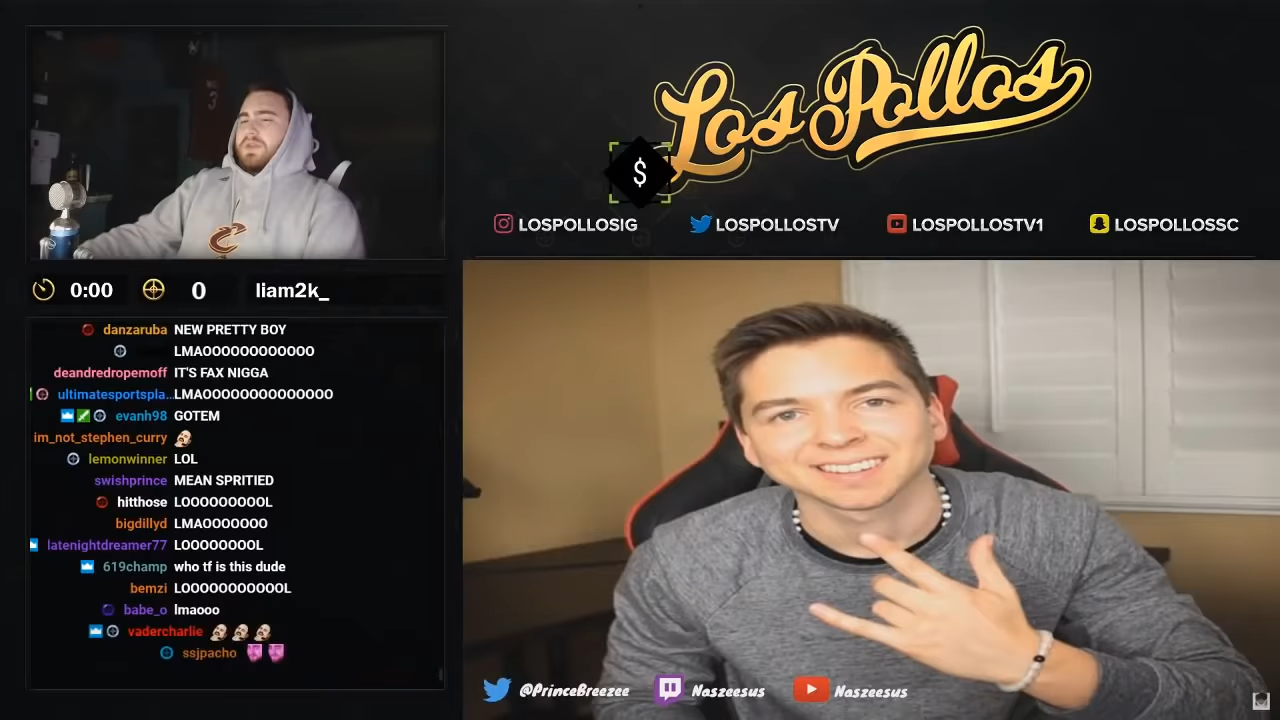 Los Pollos
$
LOSPOLLOSIG LOSPOLLOSTV LOSPOLLOSTV1 LOSPOLLOSSC
0:00 0 liam2k_
danzaruba NEW PRETTY BOY
LMAOOOOOOOOOOOO
deandredropemoff IT'S FAX NIGGA
ultimatesportspla... LMAOOOOOOOOOOOOOO
evanh98 GOTEM
im_not_stephen_curry
lemonwinner LOL
swishprince MEAN SPRITIED
hitthose LOOOOOOOOOL
bigdillyd LMAOOOOOOO
latenightdreamer77 LOOOOOOOOL
619champ who tf is this dude
bemzi LOOOOOOOOOOOL
babe_o lmaooo
vadercharlie
ssjpacho
@PrinceBreezee Naszeesus Naszeesus